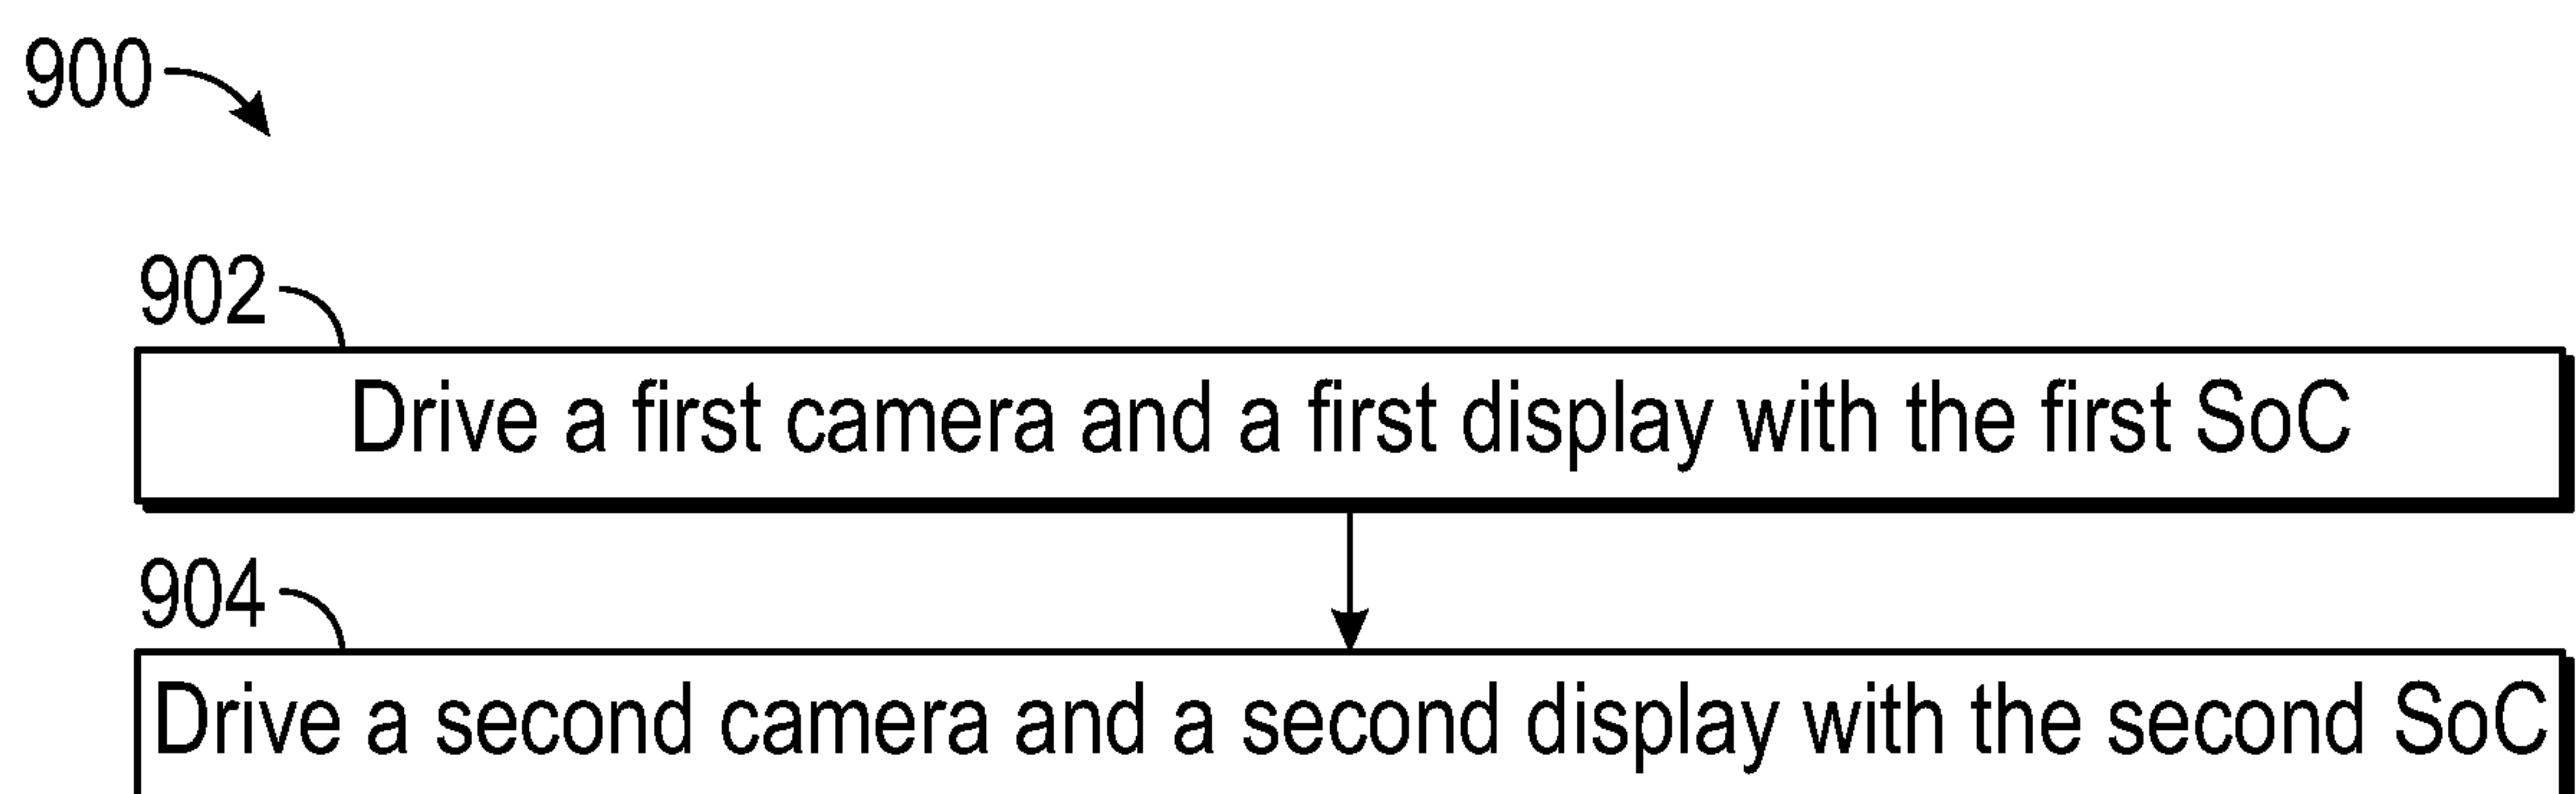 900
902
Drive a first camera and a first display with the first SoC
904
Drive a second camera and a second display with the second SoC